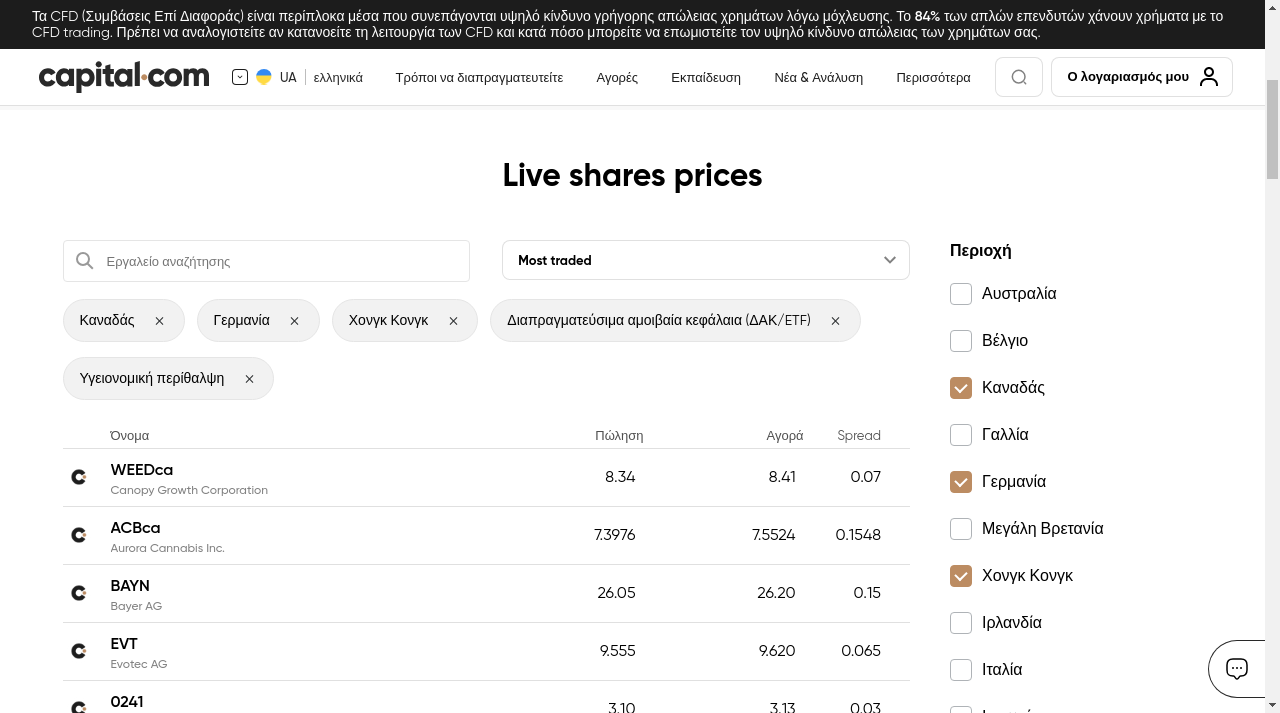 Τα CFD (Συμβάσεις Επί Διαφοράς) είναι περίπλοκα μέσα που συνεπάγονται υψηλό κίνδυνο γρήγορης απώλειας χρημάτων λόγω μόχλευσης. Το 84% των απλών επενδυτών χάνουν χρήματα με το
CFD trading. Πρέπει να αναλογιστείτε αν κατανοείτε τη λειτουργία των CFD και κατά πόσο μπορείτε να επωμιστείτε τον υψηλό κίνδυνο απώλειας των χρημάτων σας.
capital.com UA ελληνικά Τρόποι να διαπραγματευτείτε Αγορές Εκπαίδευση Νέα & Ανάλυση Περισσότερα Ο λογαριασμός μου
Live shares prices
Εργαλείο αναζήτησης
Most traded
Καναδάς Γερμανία Χονγκ Κονγκ Διαπραγματεύσιμα αμοιβαία κεφάλαια (ΔΑΚ/ETF)
Υγειονομική περίθαλψη
Όνομα Πώληση Αγορά Spread
WEEDca 8.34 8.41 0.07
Canopy Growth Corporation
ACBca 7.3976 7.5524 0.1548
Aurora Cannabis Inc.
BAYN 26.05 26.20 0.15
Bayer AG
EVT 9.555 9.620 0.065
Evotec AG
0241 3.10 3.13 0.03
Περιοχή
Αυστραλία
Βέλγιο
Καναδάς
Γαλλία
Γερμανία
Μεγάλη Βρετανία
Χονγκ Κονγκ
Ιρλανδία
Ιταλία